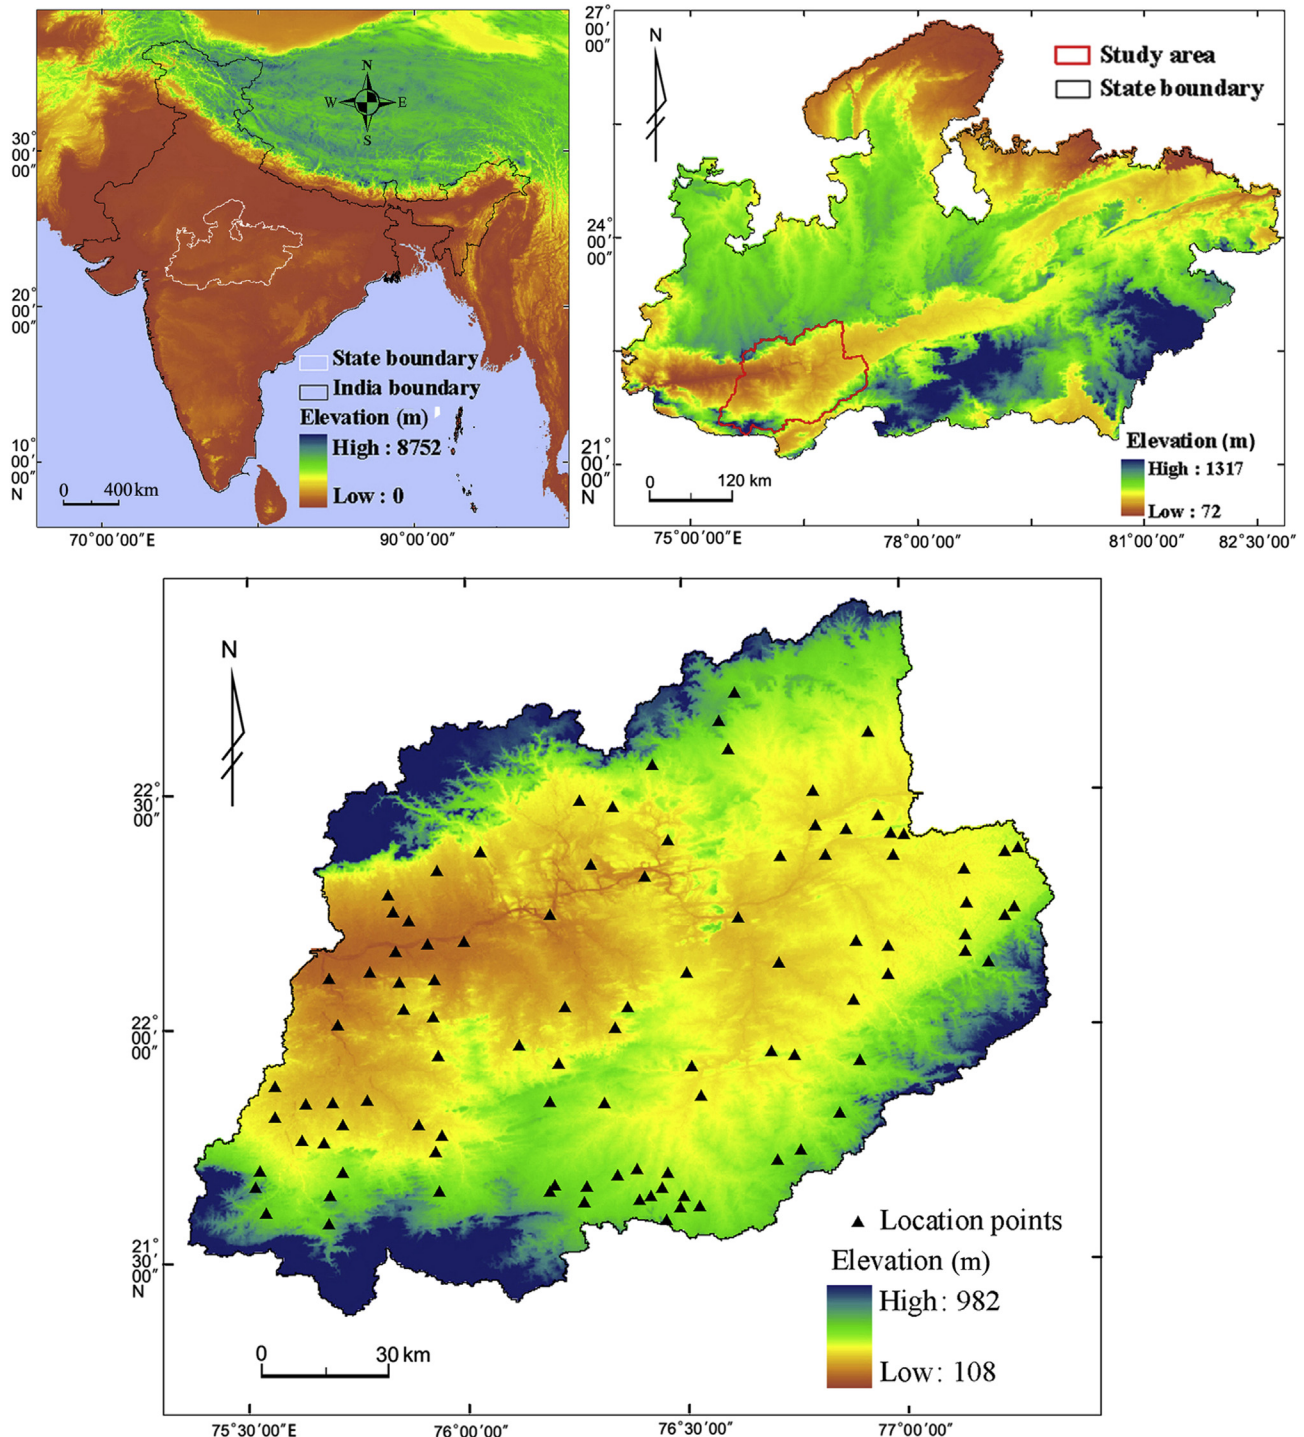 N
W E
S
30°
00'
00"
20°
00'
00"
10°
00'
00"
N
State boundary
India boundary
Elevation (m)
High : 8752
Low : 0
0 400 km
70°00'00"E 90°00'00"
27°
00'
00"
N
Study area
State boundary
24°
00'
00"
21°
00'
00"
N
Elevation (m)
High : 1317
Low : 72
0 120 km
75°00'00"E 78°00'00" 81°00'00" 82°30'00"
N
22°
30'
00"
22°
00'
00"
21°
30'
00"
N
Location points
Elevation (m)
High: 982
Low: 108
0 30 km
75°30'00"E 76°00'00" 76°30'00" 77°00'00"